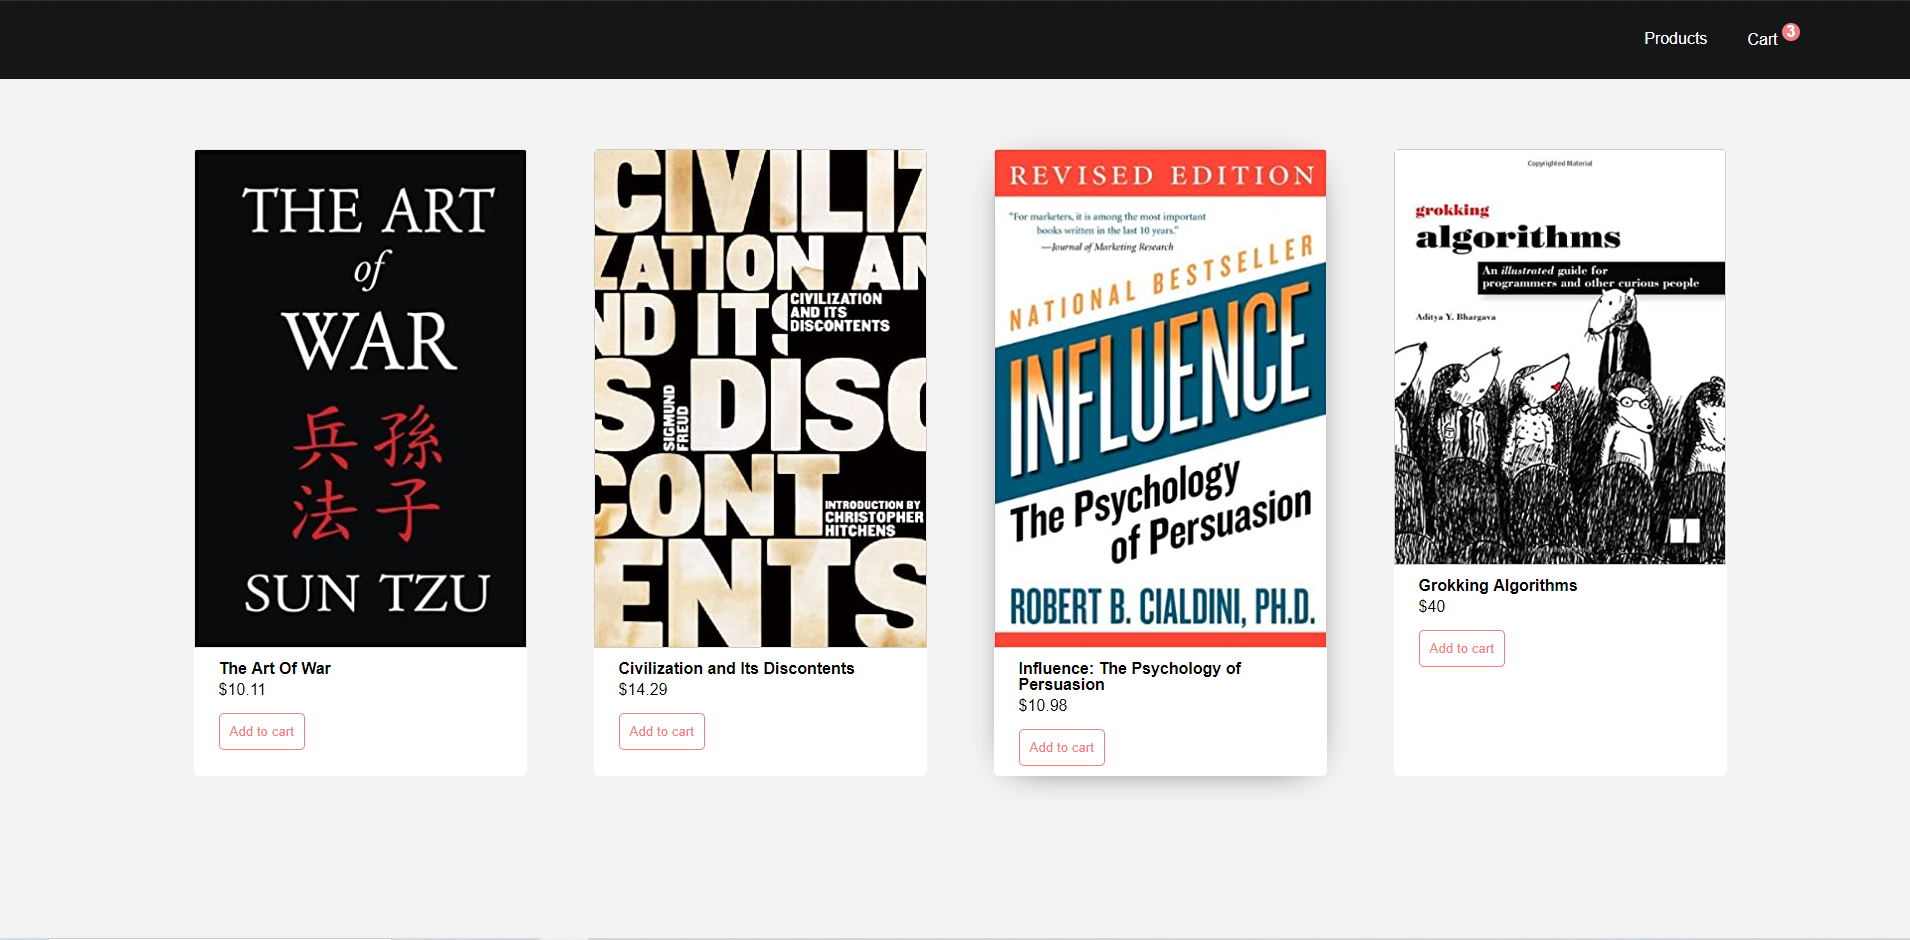 Products
Cart 3
THE ART
of
WAR
兵 孫
法 子
SUN TZU
The Art Of War
$10.11
Add to cart
CIVILIZ
ZATION AN
ND ITS
CIVILIZATION
AND ITS
DISCONTENTS
S DISC
SIGMUND
FREUD
CONT
INTRODUCTION BY
CHRISTOPHER
HITCHENS
ENTS
Civilization and Its Discontents
$14.29
Add to cart
REVISED EDITION
"For marketers, it is among the most important
books written in the last 10 years."
—Journal of Marketing Research
NATIONAL BESTSELLER
INFLUENCE
The Psychology
of Persuasion
ROBERT B. CIALDINI, PH.D.
Influence: The Psychology of
Persuasion
$10.98
Add to cart
Copyrighted Material
grokking
algorithms
An illustrated guide for
programmers and other curious people
Aditya Y. Bhargava
Grokking Algorithms
$40
Add to cart